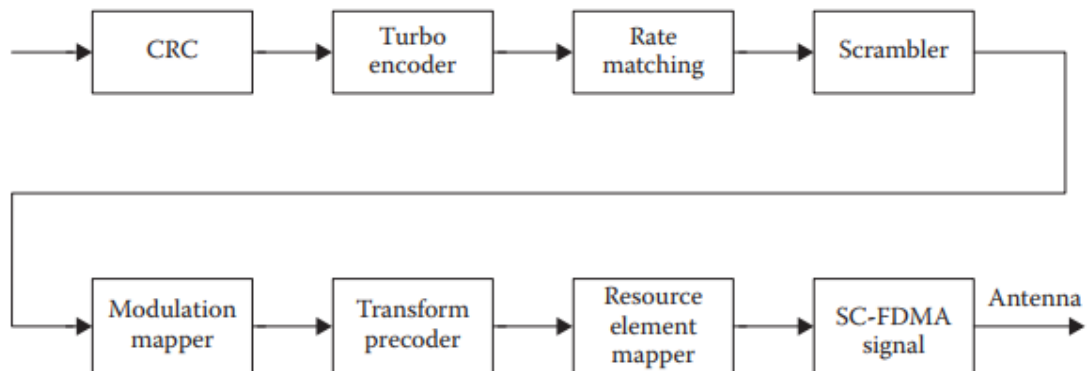 CRC
Turbo
encoder
Rate
matching
Scrambler
Modulation
mapper
Transform
precoder
Resource
element
mapper
SC-FDMA
signal
Antenna